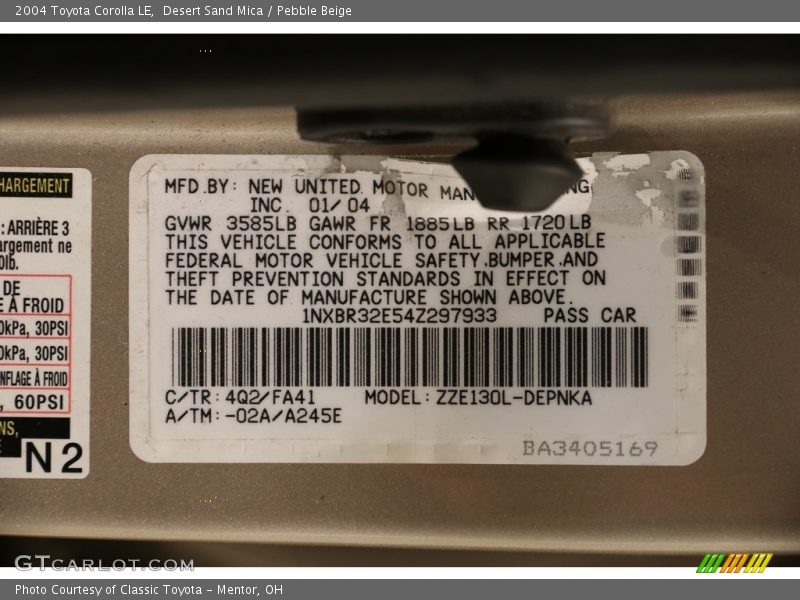 2004 Toyota Corolla LE, Desert Sand Mica / Pebble Beige
HARGEMENT
: ARRIÈRE 3
argement ne
DE
E À FROID
0kPa, 30PSI
0kPa, 30PSI
NFLAGE À FROID
, 60PSI
NS,
N2
MFD.BY: NEW UNITED MOTOR
INC. 01/04
GVWR 3585LB GAWR FR 1885LB RR 1720LB
THIS VEHICLE CONFORMS TO ALL APPLICABLE
FEDERAL MOTOR VEHICLE SAFETY,BUMPER,AND
THEFT PREVENTION STANDARDS IN EFFECT ON
THE DATE OF MANUFACTURE SHOWN ABOVE.
1NXBR32E54Z297933 PASS CAR
C/TR:4Q2/FA41 MODEL:ZZE130L-DEPNKA
A/TM:-02A/A245E
BA3405169
GTCARLOT.COM
Photo Courtesy of Classic Toyota - Mentor, OH